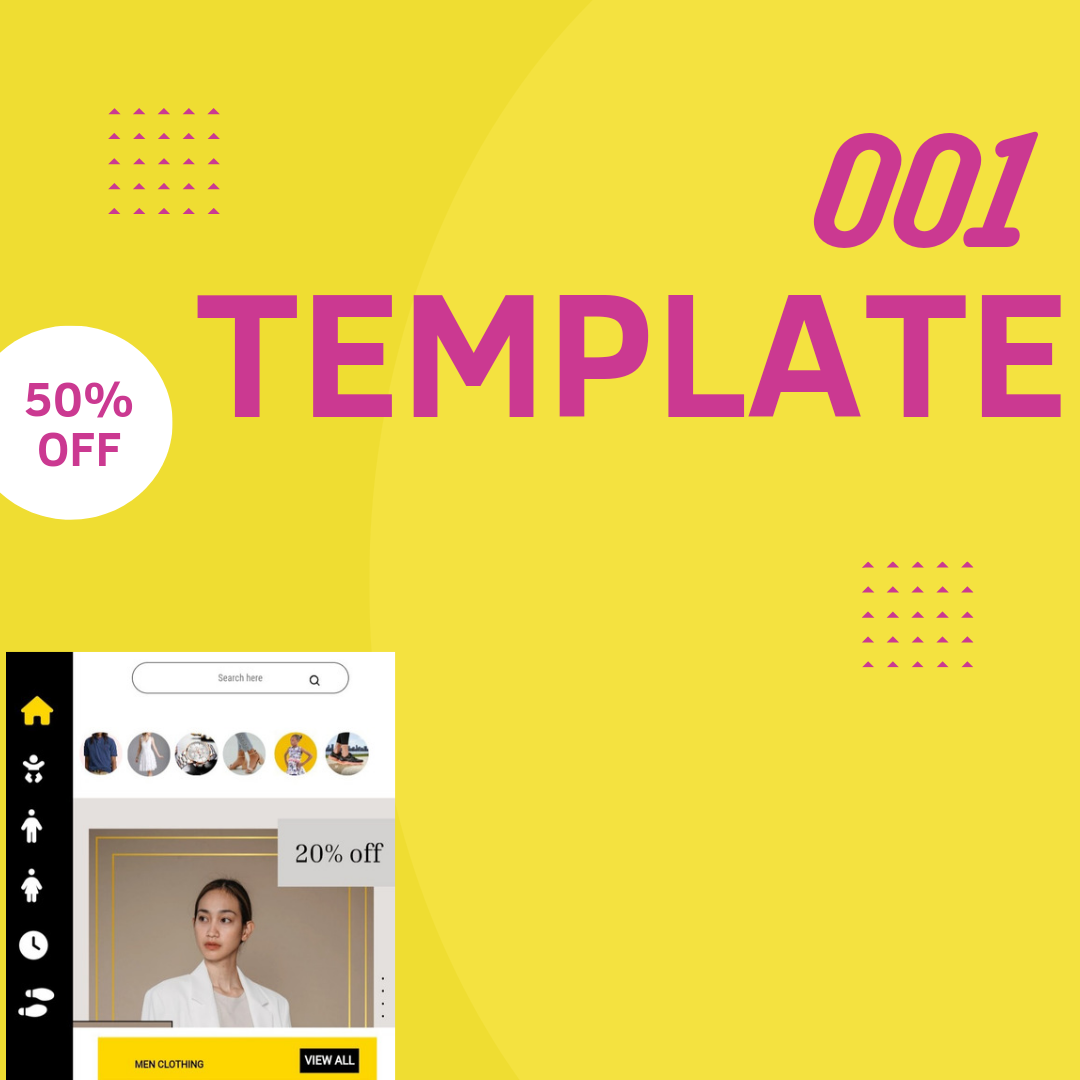 001
TEMPLATE
50%
OFF
Search here
20% off
MEN CLOTHING
VIEW ALL